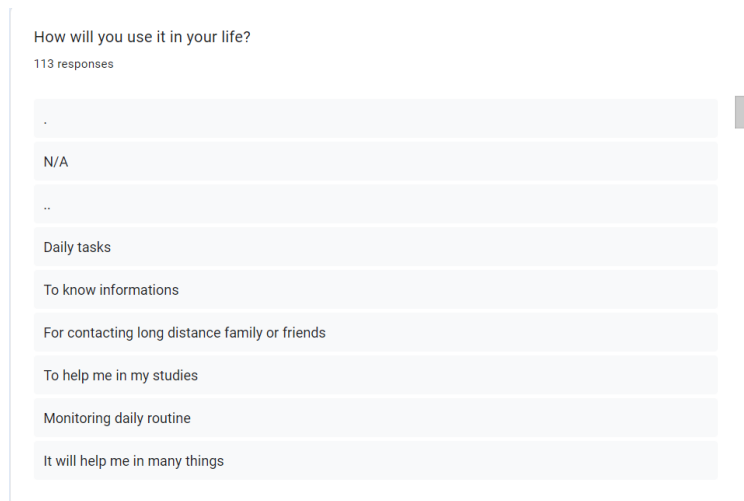 How will you use it in your life?
113 responses
.
N/A
..
Daily tasks
To know informations
For contacting long distance family or friends
To help me in my studies
Monitoring daily routine
It will help me in many things